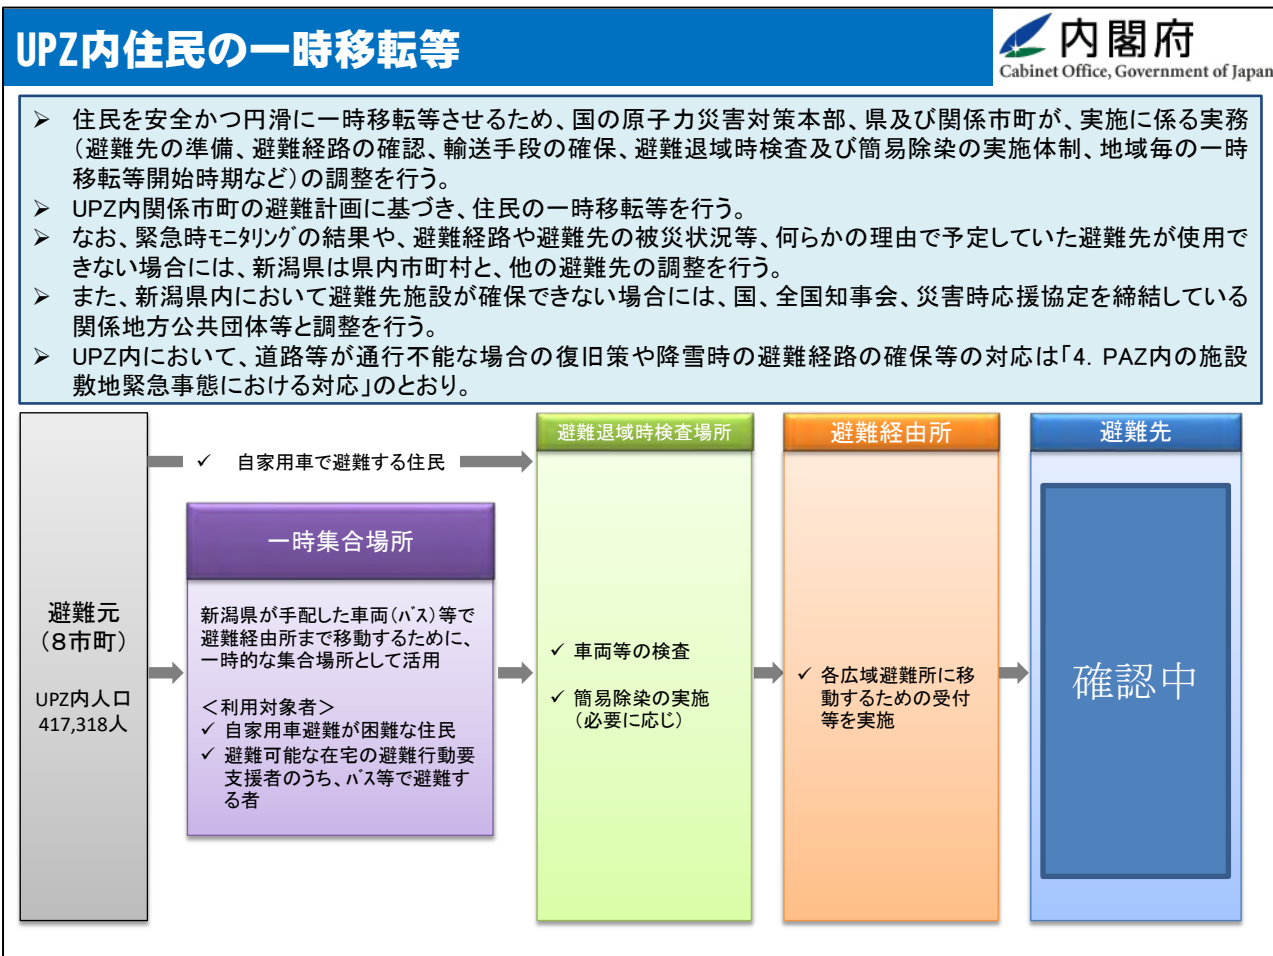 UPZ内住民の一時移転等
内閣府
Cabinet Office, Government of Japan
➢ 住民を安全かつ円滑に一時移転等させるため、国の原子力災害対策本部、県及び関係市町が、実施に係る実務
（避難先の準備、避難経路の確認、輸送手段の確保、避難退域時検査及び簡易除染の実施体制、地域毎の一時
移転等開始時期など）の調整を行う。
➢ UPZ内関係市町の避難計画に基づき、住民の一時移転等を行う。
➢ なお、緊急時ﾓﾆﾀﾘﾝｸﾞの結果や、避難経路や避難先の被災状況等、何らかの理由で予定していた避難先が使用で
きない場合には、新潟県は県内市町村と、他の避難先の調整を行う。
➢ また、新潟県内において避難先施設が確保できない場合には、国、全国知事会、災害時応援協定を締結している
関係地方公共団体等と調整を行う。
➢ UPZ内において、道路等が通行不能な場合の復旧策や降雪時の避難経路の確保等の対応は「4．PAZ内の施設
敷地緊急事態における対応」のとおり。
避難元
（８市町）
UPZ内人口
417,318人
✓ 自家用車で避難する住民
一時集合場所
新潟県が手配した車両（ﾊﾞｽ）等で
避難経由所まで移動するために、
一時的な集合場所として活用
＜利用対象者＞
✓ 自家用車避難が困難な住民
✓ 避難可能な在宅の避難行動要
支援者のうち、ﾊﾞｽ等で避難す
る者
避難退域時検査場所
✓ 車両等の検査
✓ 簡易除染の実施
（必要に応じ）
避難経由所
✓ 各広域避難所に移
動するための受付
等を実施
避難先
確認中